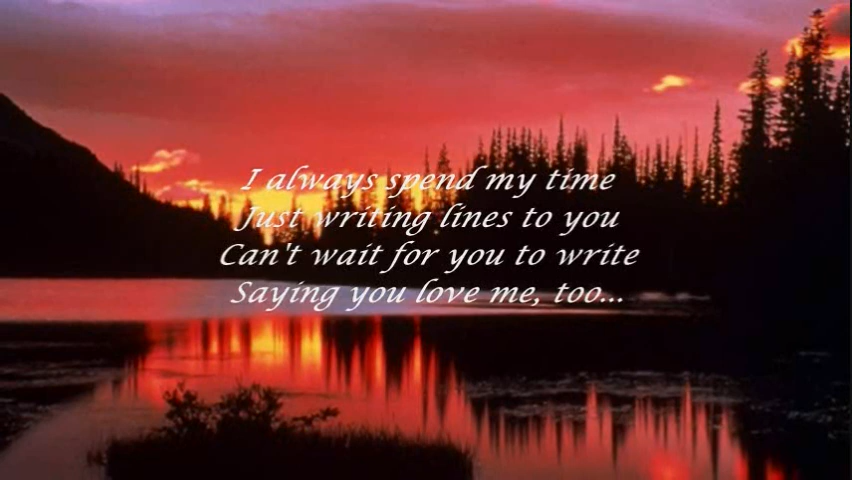 I always spend my time
Just writing lines to you
Can't wait for you to write
Saying you love me, too...